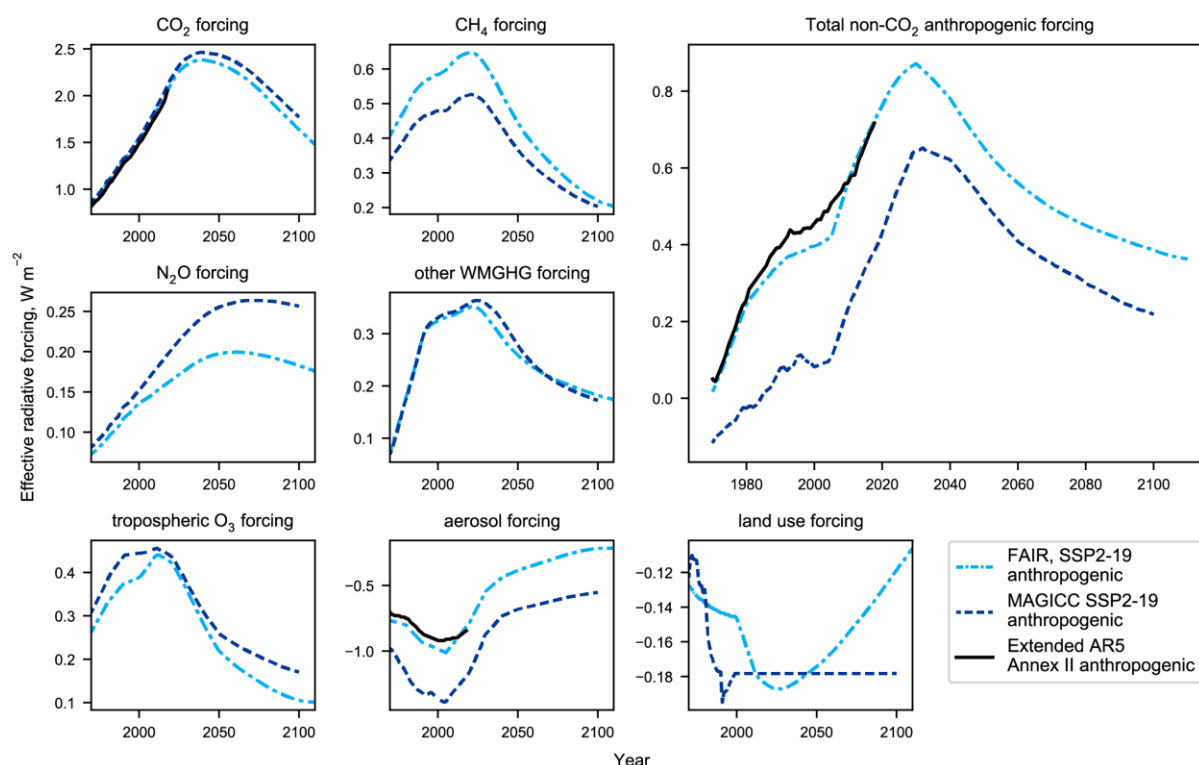 CO₂ forcing
2.5
2.0
1.5
1.0
2000 2050 2100
CH₄ forcing
0.6
0.5
0.4
0.3
0.2
2000 2050 2100
Total non-CO₂ anthropogenic forcing
0.8
0.6
0.4
0.2
0.0
1980 2000 2020 2040 2060 2080 2100
Effective radiative forcing, W m⁻²
N₂O forcing
0.25
0.20
0.15
0.10
2000 2050 2100
other WMGHG forcing
0.3
0.2
0.1
2000 2050 2100
tropospheric O₃ forcing
0.4
0.3
0.2
0.1
2000 2050 2100
aerosol forcing
−0.5
−1.0
2000 2050 2100
land use forcing
−0.12
−0.14
−0.16
−0.18
2000 2050 2100
FAIR, SSP2-19
anthropogenic
MAGICC SSP2-19
anthropogenic
Extended AR5
Annex II anthropogenic
Year